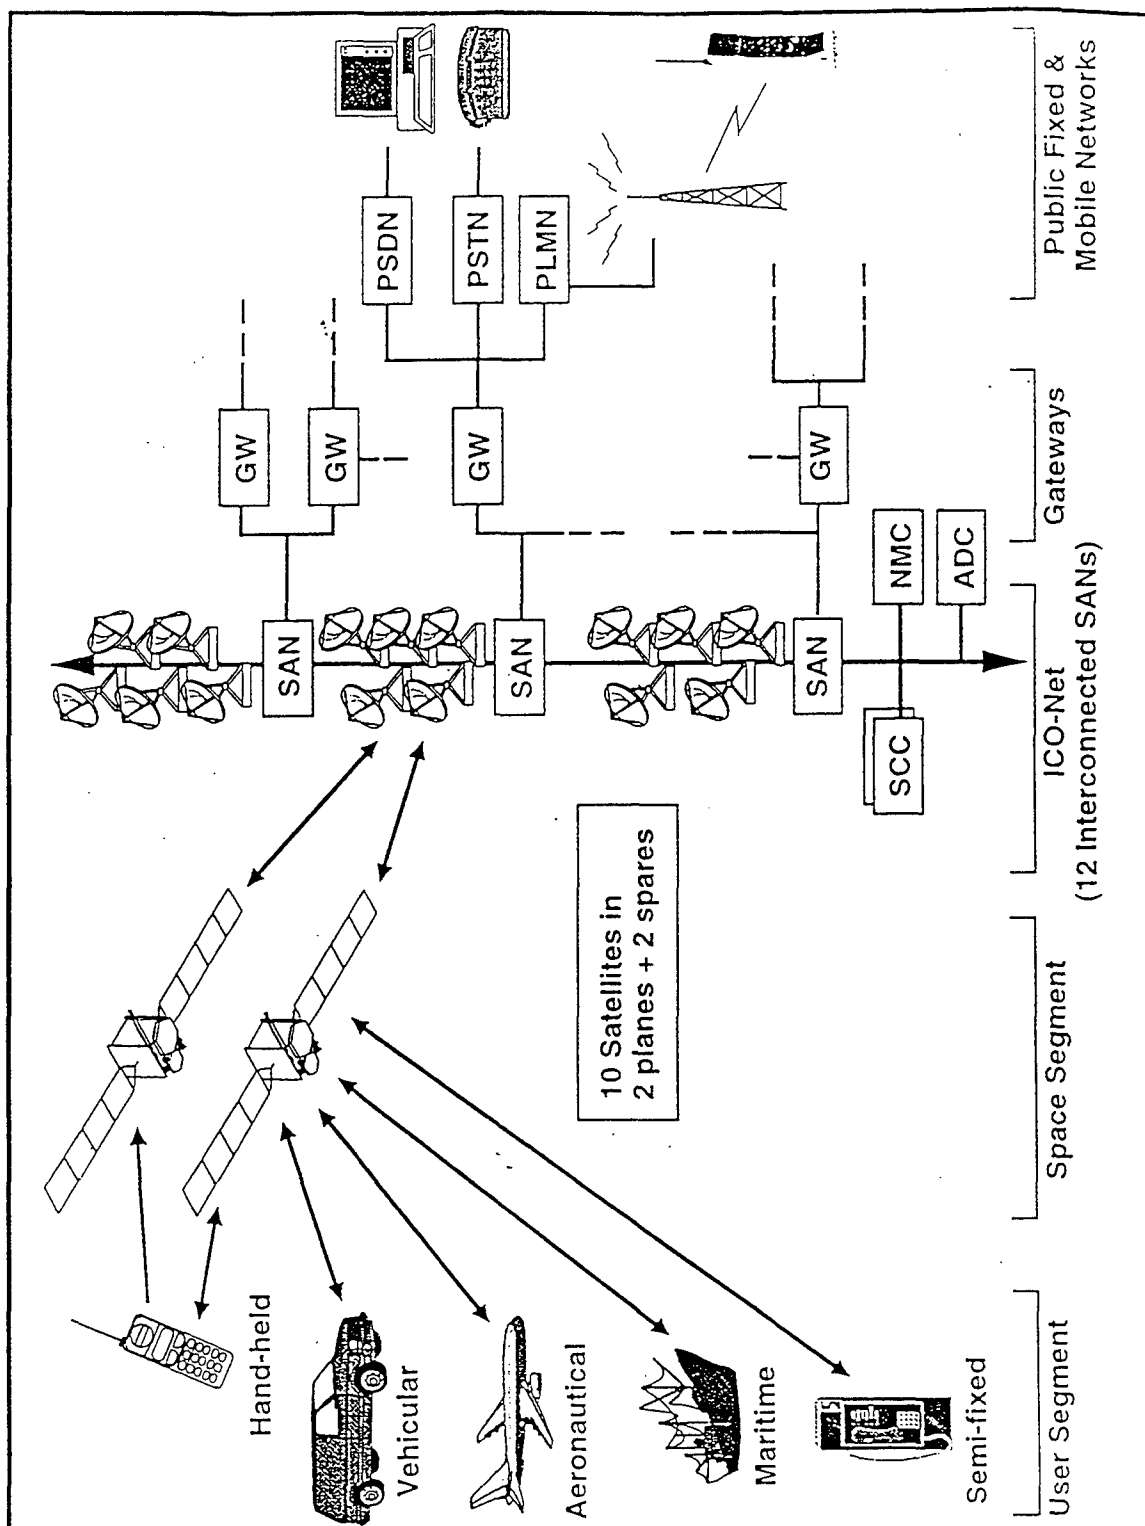 Hand-held
Vehicular
Aeronautical
Maritime
Semi-fixed
User Segment
10 Satellites in
2 planes + 2 spares
Space Segment
SAN
SAN
SAN
SCC
NMC
ADC
ICO-Net
(12 Interconnected SANs)
GW
GW
GW
GW
Gateways
PSDN
PSTN
PLMN
Public Fixed &
Mobile Networks